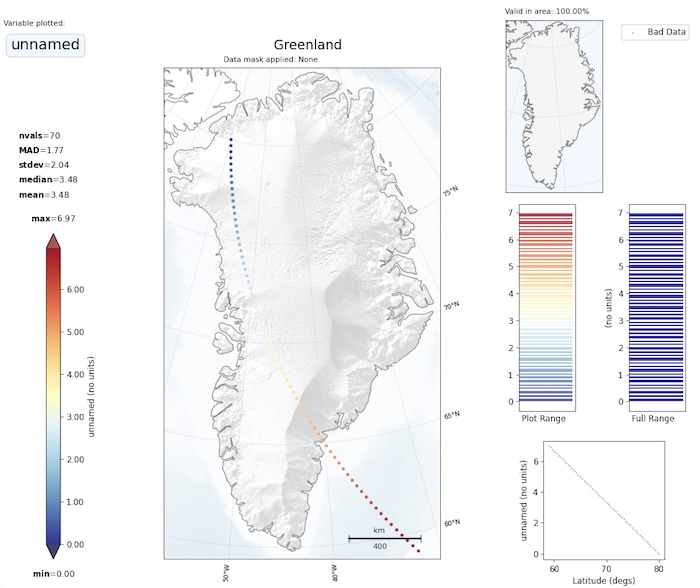 Variable plotted:
unnamed
nvals=70
MAD=1.77
stdev=2.04
median=3.48
mean=3.48
max=6.97
6.00
5.00
4.00
3.00
2.00
1.00
0.00
unnamed (no units)
min=0.00
Greenland
Data mask applied: None
75°N
70°N
65°N
60°N
50°W
40°W
km
400
Valid in area: 100.00%
Bad Data
7
6
5
4
3
2
1
0
Plot Range
(no units)
7
6
5
4
3
2
1
0
Full Range
unnamed (no units)
6
4
2
0
60
70
80
Latitude (degs)